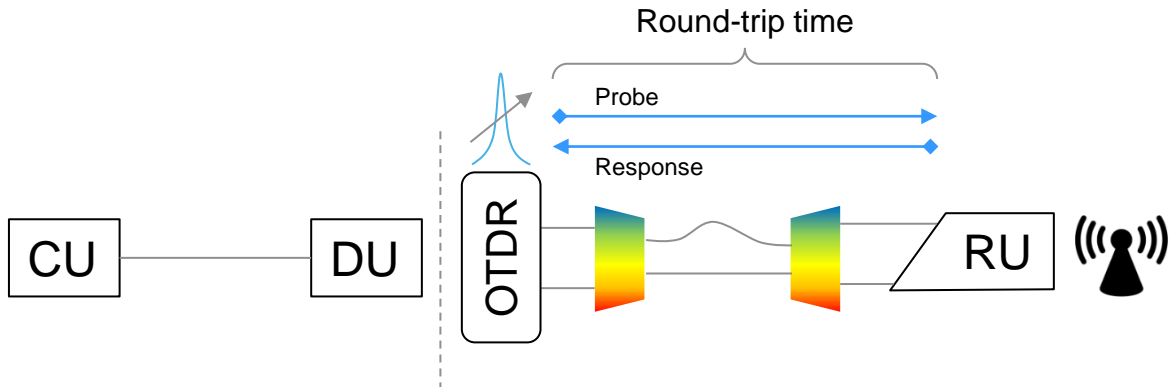 Round-trip time
Probe
Response
CU
DU
OTDR
RU